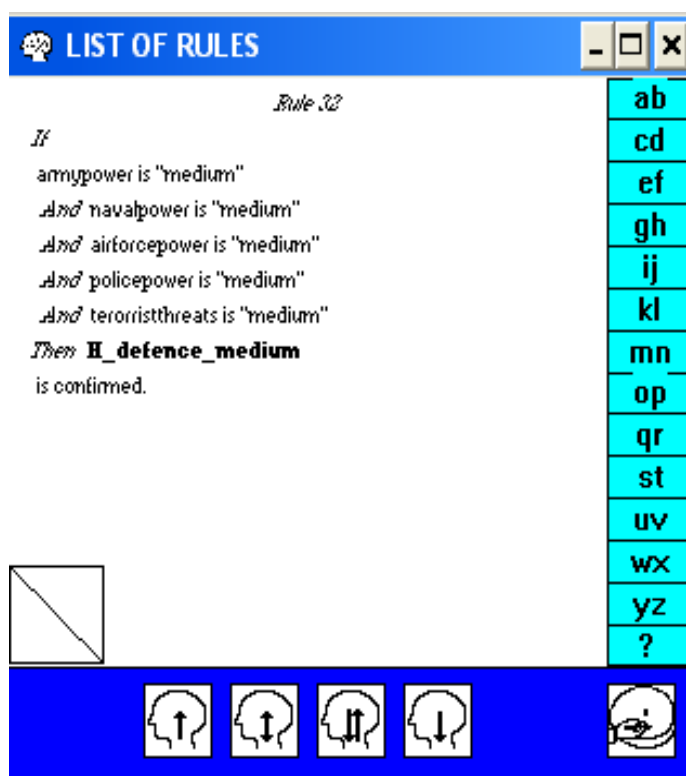 LIST OF RULES
Rule 32
If
armypower is "medium"
And navalpower is "medium"
And airforcepower is "medium"
And policepower is "medium"
And terorristthreats is "medium"
Then H_defence_medium
is confirmed.
ab
cd
ef
gh
ij
kl
mn
op
qr
st
uv
wx
yz
?